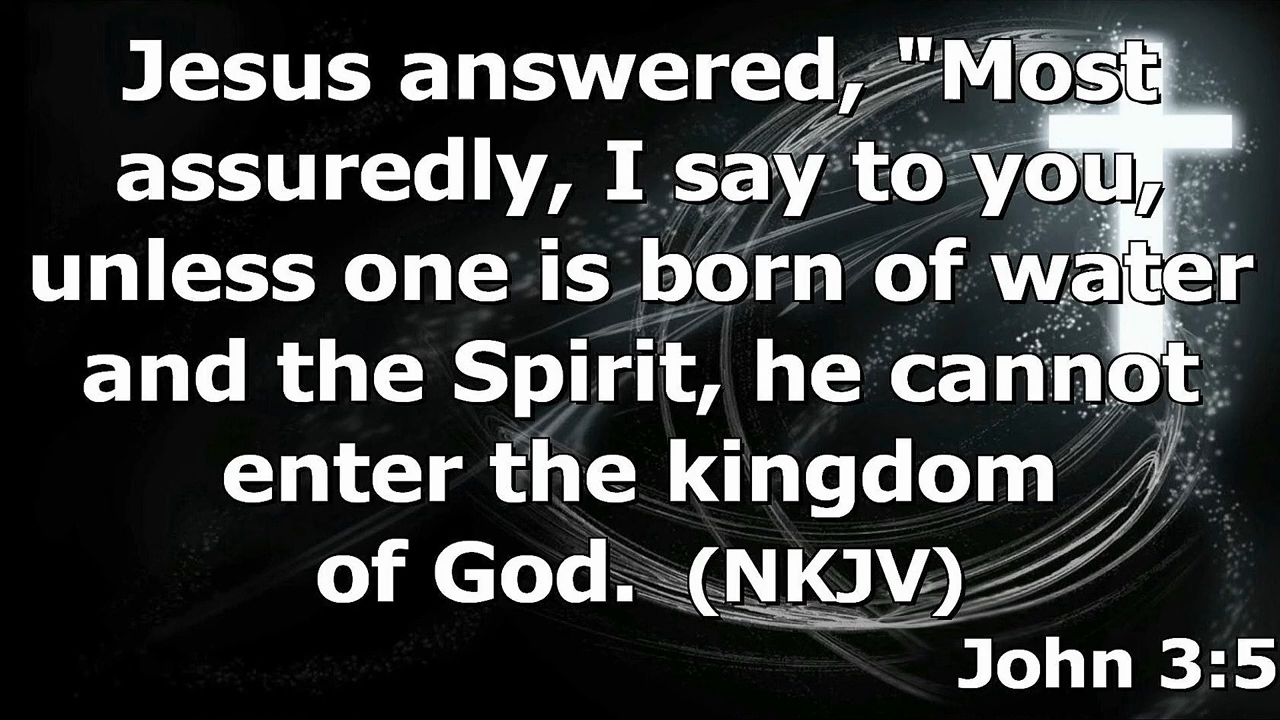 Jesus answered, "Most
assuredly, I say to you,
unless one is born of water
and the Spirit, he cannot
enter the kingdom
of God. (NKJV)
John 3:5